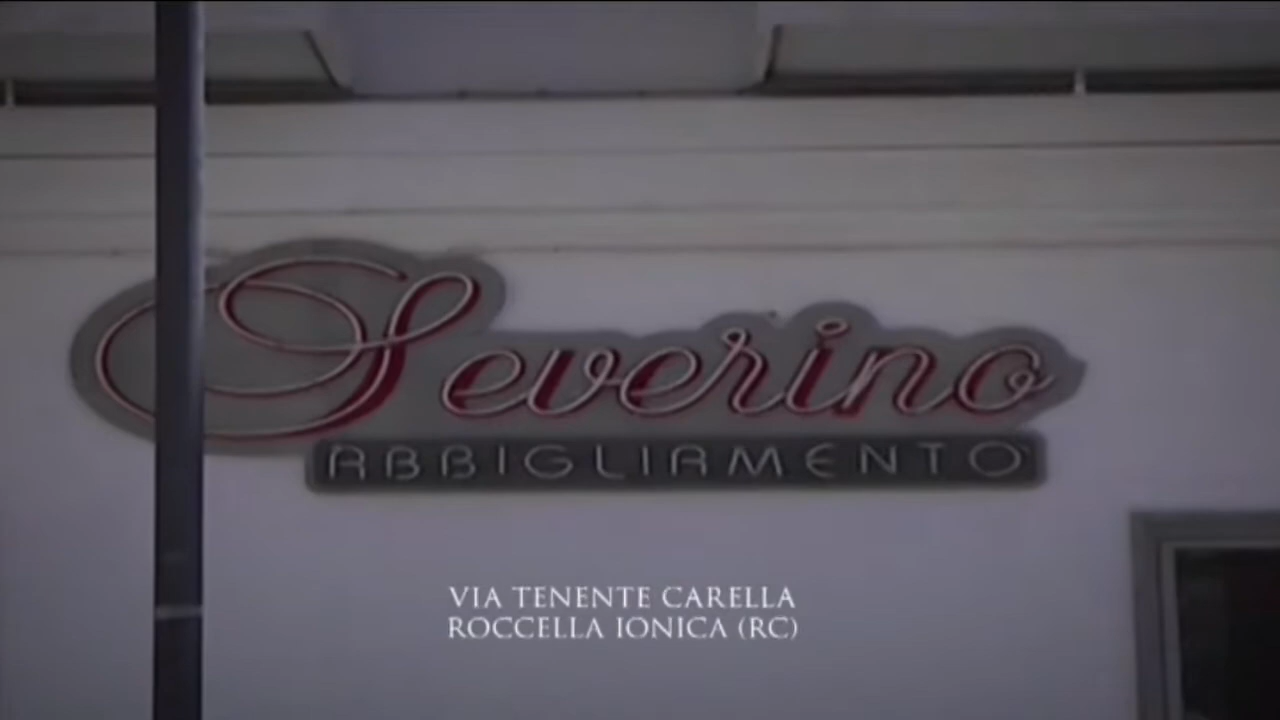 Severino
ABBIGLIAMENTO
VIA TENENTE CARELLA
ROCCELLA IONICA (RC)